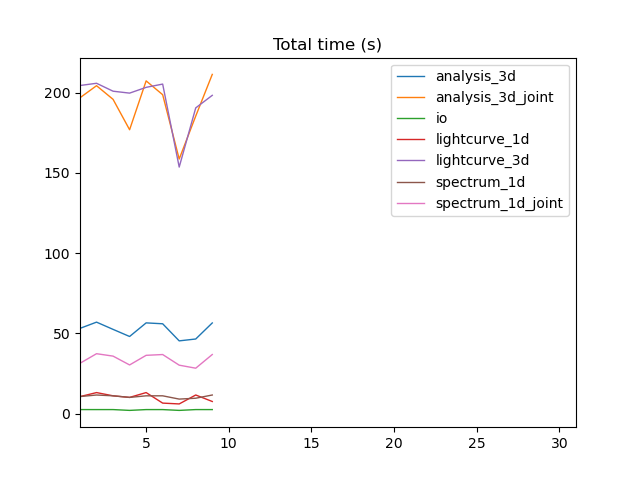 Total time (s)
analysis_3d
analysis_3d_joint
io
lightcurve_1d
lightcurve_3d
spectrum_1d
spectrum_1d_joint
200
150
100
50
0
5 10 15 20 25 30